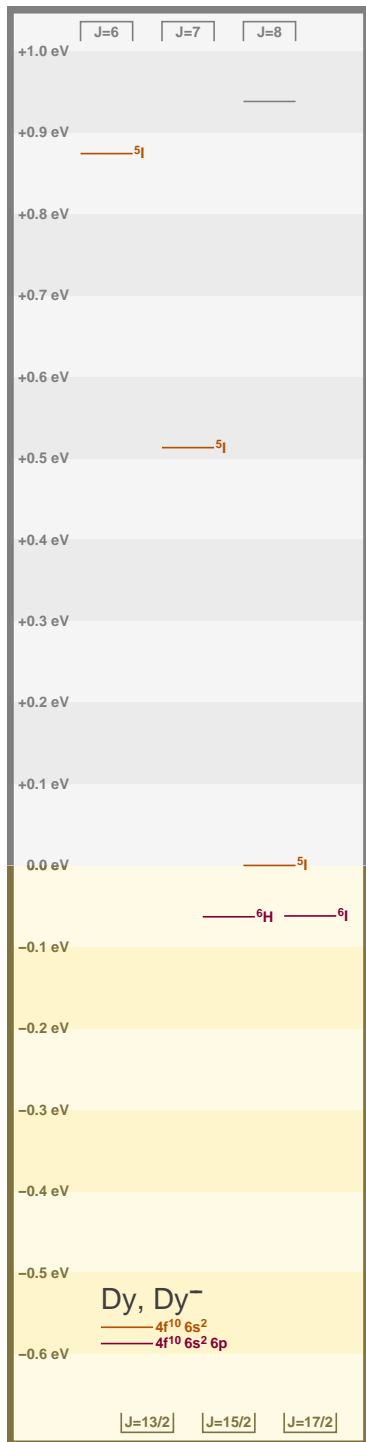 J=6 J=7 J=8
+1.0 eV
+0.9 eV
⁵I
+0.8 eV
+0.7 eV
+0.6 eV
⁵I
+0.5 eV
+0.4 eV
+0.3 eV
+0.2 eV
+0.1 eV
0.0 eV ⁵I
⁶H ⁶I
−0.1 eV
−0.2 eV
−0.3 eV
−0.4 eV
−0.5 eV
Dy, Dy⁻
4f¹⁰ 6s²
4f¹⁰ 6s² 6p
−0.6 eV
J=13/2 J=15/2 J=17/2